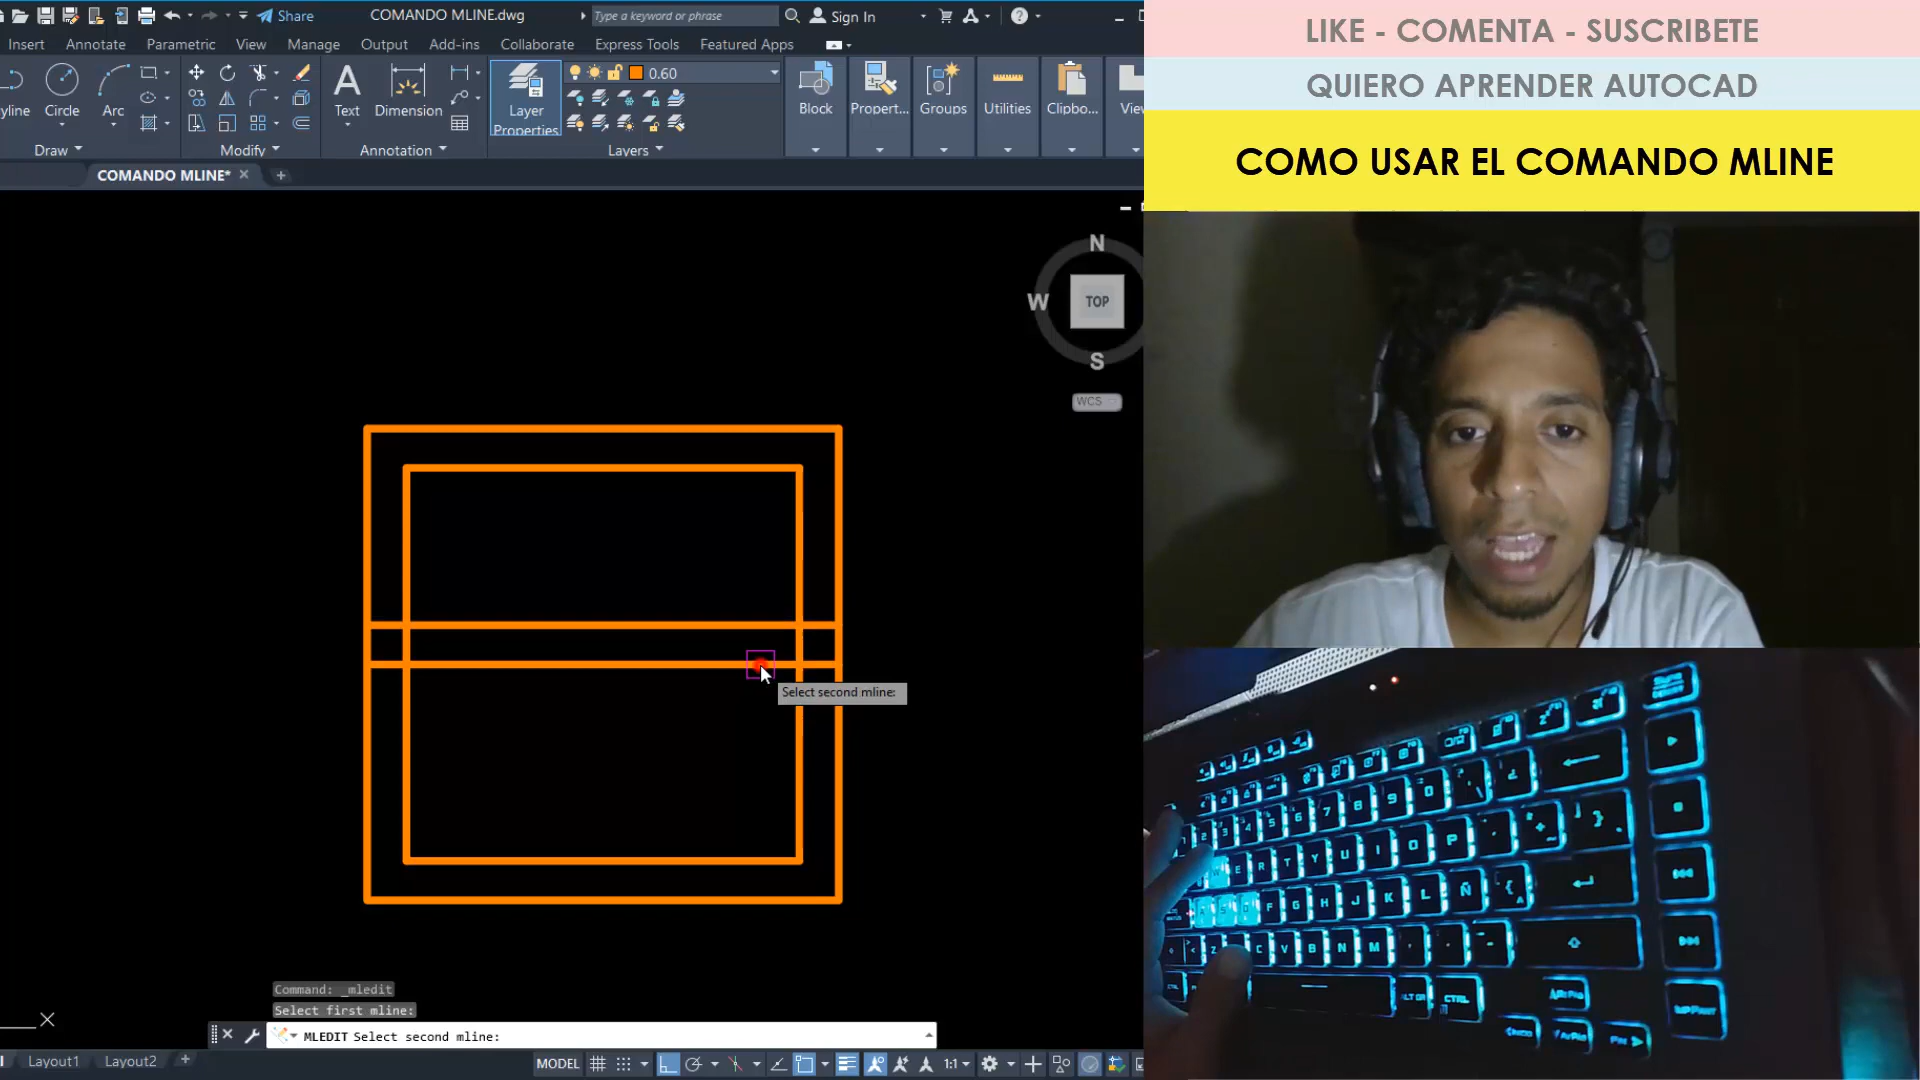 COMANDO MLINE.dwg
Share
Type a keyword or phrase
Sign In
Insert
Annotate
Parametric
View
Manage
Output
Add-ins
Collaborate
Express Tools
Featured Apps
Circle
Arc
Text
Dimension
Layer
Properties
0.60
Block
Propert...
Groups
Utilities
Clipbo...
Draw
Modify
Annotation
Layers
COMANDO MLINE*
N
W
TOP
S
WCS
Select second mline:
Command: _mledit
Select first mline:
MLEDIT Select second mline:
X
Layout1
Layout2
MODEL
1:1
LIKE - COMENTA - SUSCRIBETE
QUIERO APRENDER AUTOCAD
COMO USAR EL COMANDO MLINE